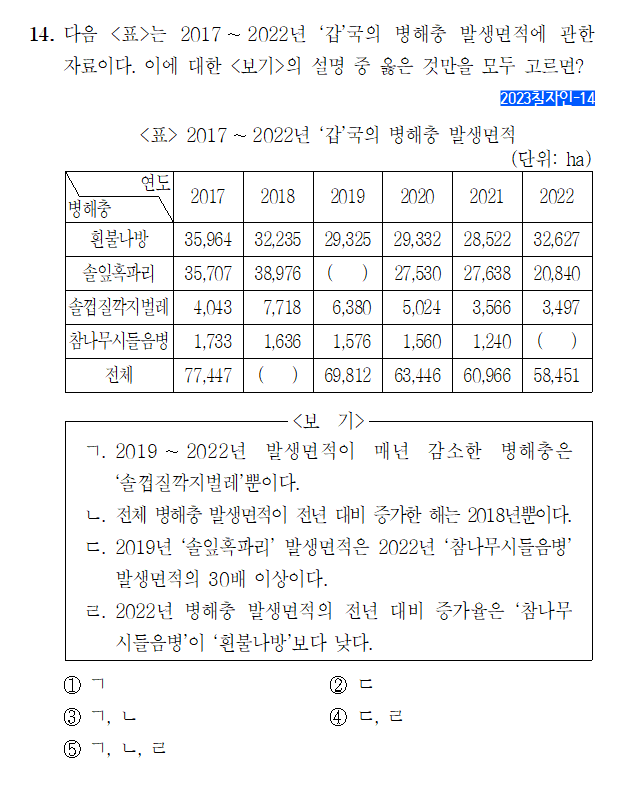 14. 다음 <표>는 2017 ~ 2022년 ‘갑’국의 병해충 발생면적에 관한
자료이다. 이에 대한 <보기>의 설명 중 옳은 것만을 모두 고르면?
2023칠자인-14
<표> 2017 ~ 2022년 ‘갑’국의 병해충 발생면적
(단위: ha)
연도
병해충 2017 2018 2019 2020 2021 2022
흰불나방 35,964 32,235 29,325 29,332 28,522 32,627
솔잎혹파리 35,707 38,976 ( ) 27,530 27,638 20,840
솔껍질깍지벌레 4,043 7,718 6,380 5,024 3,566 3,497
참나무시들음병 1,733 1,636 1,576 1,560 1,240 ( )
전체 77,447 ( ) 69,812 63,446 60,966 58,451
<보 기>
ㄱ. 2019 ~ 2022년 발생면적이 매년 감소한 병해충은
‘솔껍질깍지벌레’뿐이다.
ㄴ. 전체 병해충 발생면적이 전년 대비 증가한 해는 2018년뿐이다.
ㄷ. 2019년 ‘솔잎혹파리’ 발생면적은 2022년 ‘참나무시들음병’
발생면적의 30배 이상이다.
ㄹ. 2022년 병해충 발생면적의 전년 대비 증가율은 ‘참나무
시들음병’이 ‘흰불나방’보다 낮다.
① ㄱ ② ㄷ
③ ㄱ, ㄴ ④ ㄷ, ㄹ
⑤ ㄱ, ㄴ, ㄹ